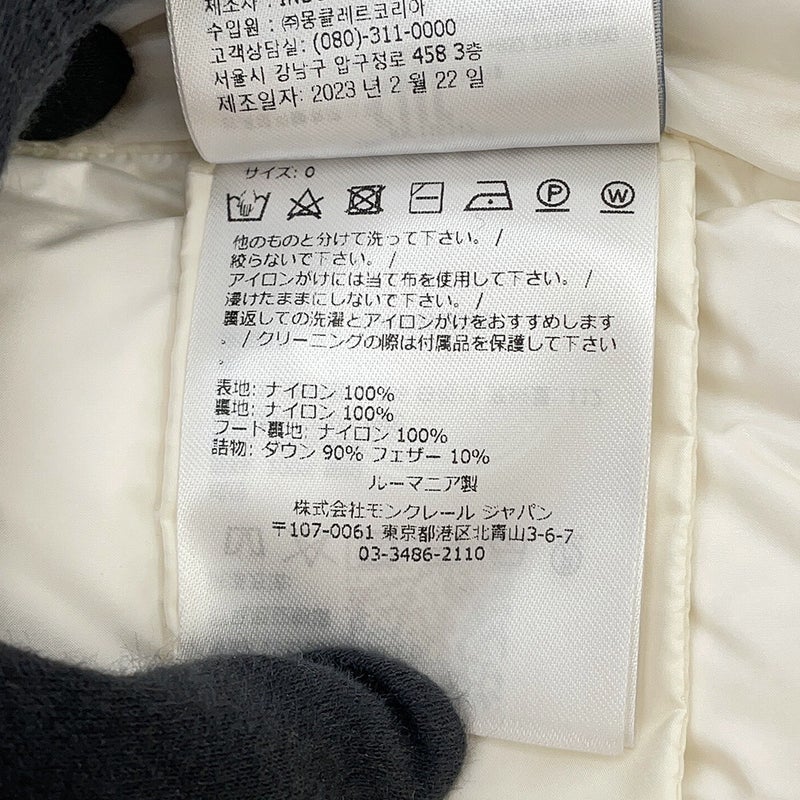 제조사 :
수입원 : ㈜몽클레르코리아
고객상담실: (080)-311-0000
서울시 강남구 압구정로 458 3층
제조일자: 2023 년 2 월 22 일
サイズ: 0
P
W
他のものと分けて洗って下さい。 /
絞らないで下さい。 /
アイロンがけには当て布を使用して下さい。 /
浸けたままにしないで下さい。 /
裏返しての洗濯とアイロンがけをおすすめします
。 / クリーニングの際は付属品を保護して下さい
。
表地: ナイロン 100%
裏地: ナイロン 100%
フート裏地: ナイロン 100%
詰物: ダウン 90% フェザー 10%
ルーマニア製
株式会社モンクレール ジャパン
〒107-0061 東京都港区北青山3-6-7
03-3486-2110